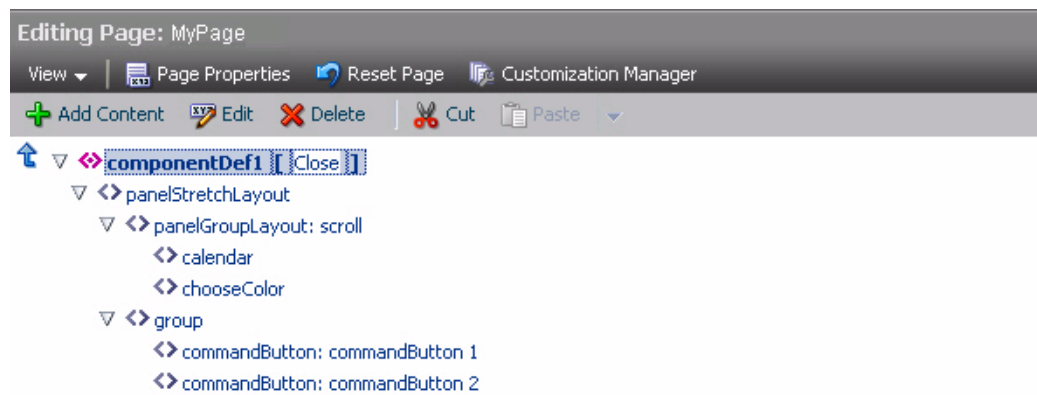 Editing Page: MyPage
View Page Properties Reset Page Customization Manager
Add Content Edit Delete Cut Paste
componentDef1 [ Close ]
panelStretchLayout
panelGroupLayout: scroll
calendar
chooseColor
group
commandButton: commandButton 1
commandButton: commandButton 2